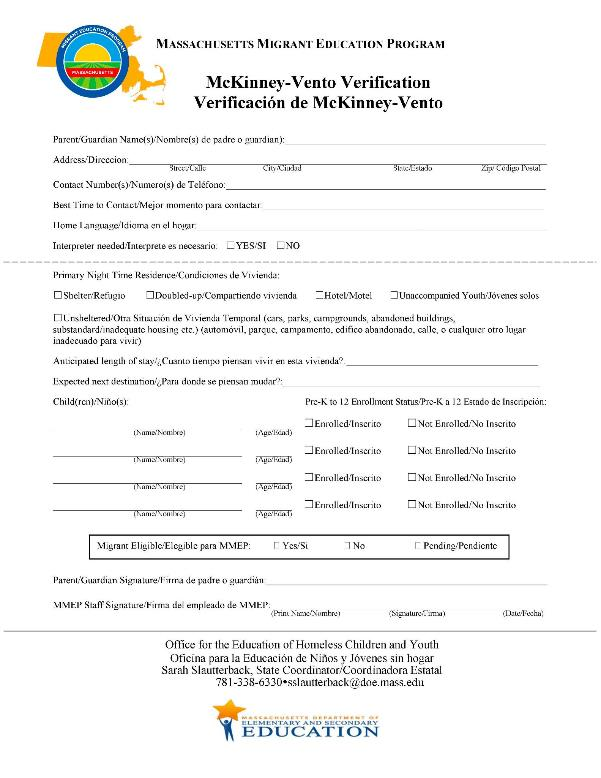 MIGRANT EDUCATION PROGRAM
MASSACHUSETTS
MASSACHUSETTS MIGRANT EDUCATION PROGRAM
McKinney-Vento Verification
Verificación de McKinney-Vento
Parent/Guardian Name(s)/Nombre(s) de padre o guardian):
Address/Direccion:
Street/Calle City/Ciudad State/Estado Zip/ Código Postal
Contact Number(s)/Numero(s) de Teléfono:
Best Time to Contact/Mejor momento para contactar:
Home Language/Idioma en el hogar:
Interpreter needed/Interprete es necesario: ☐YES/SI ☐NO
Primary Night Time Residence/Condiciones de Vivienda:
☐Shelter/Refugio ☐Doubled-up/Compartiendo vivienda ☐Hotel/Motel ☐Unaccompanied Youth/Jóvenes solos
☐Unsheltered/Otra Situación de Vivienda Temporal (cars, parks, campgrounds, abandoned buildings,
substandard/inadequate housing etc.) (automóvil, parque, campamento, edifico abandonado, calle, o cualquier otro lugar
inadecuado para vivir)
Anticipated length of stay/¿Cuanto tiempo piensan vivir en esta vivienda?:
Expected next destination/¿Para donde se piensan mudar?:
Child(ren)/Niño(s): Pre-K to 12 Enrollment Status/Pre-K a 12 Estado de Inscripción:
☐Enrolled/Inscrito ☐Not Enrolled/No Inscrito
(Name/Nombre) (Age/Edad)
☐Enrolled/Inscrito ☐Not Enrolled/No Inscrito
(Name/Nombre) (Age/Edad)
☐Enrolled/Inscrito ☐Not Enrolled/No Inscrito
(Name/Nombre) (Age/Edad)
☐Enrolled/Inscrito ☐Not Enrolled/No Inscrito
(Name/Nombre) (Age/Edad)
Migrant Eligible/Elegible para MMEP: ☐ Yes/Si ☐ No ☐ Pending/Pendiente
Parent/Guardian Signature/Firma de padre o guardián:
MMEP Staff Signature/Firma del empleado de MMEP:
(Print Name/Nombre) (Signature/Firma) (Date/Fecha)
Office for the Education of Homeless Children and Youth
Oficina para la Educación de Niños y Jóvenes sin hogar
Sarah Slautterback, State Coordinator/Coordinadora Estatal
781-338-6330•sslautterback@doe.mass.edu
MASSACHUSETTS DEPARTMENT OF
ELEMENTARY AND SECONDARY
EDUCATION